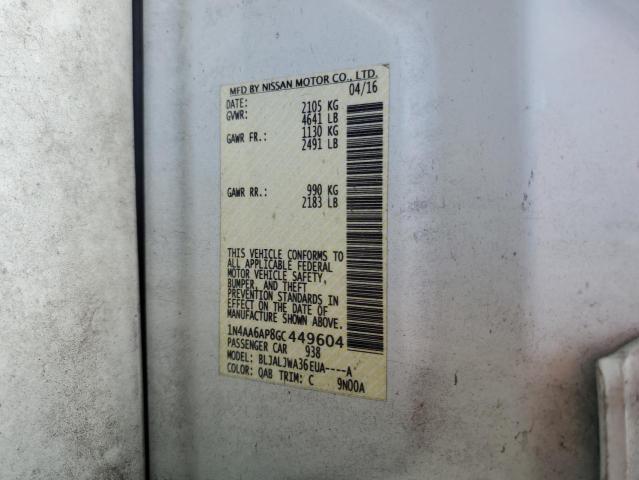 MFD BY NISSAN MOTOR CO., LTD.
DATE: 04/16
GVWR: 2105 KG
4641 LB
GAWR FR.: 1130 KG
2491 LB
GAWR RR.: 990 KG
2183 LB
THIS VEHICLE CONFORMS TO
ALL APPLICABLE FEDERAL
MOTOR VEHICLE SAFETY,
BUMPER, AND THEFT
PREVENTION STANDARDS IN
EFFECT ON THE DATE OF
MANUFACTURE SHOWN ABOVE.
1N4AA6AP8GC449604
PASSENGER CAR 938
MODEL: BLJALJWA36EUA----A
COLOR: QAB TRIM: C 9N00A